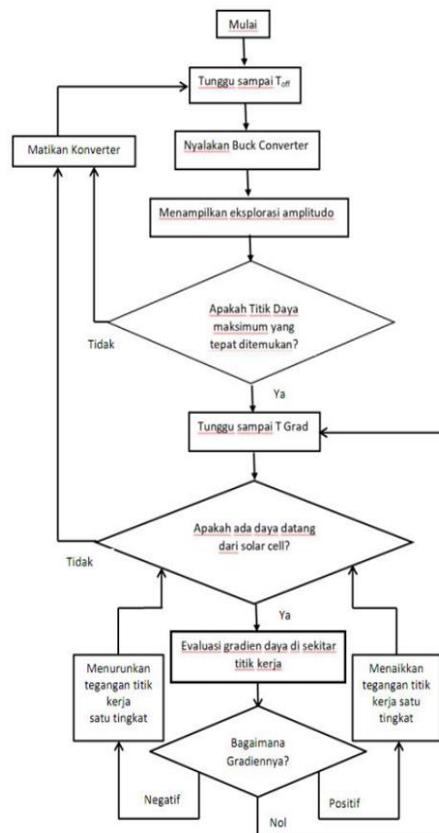 Mulai
Tunggu sampai Toff
Matikan Konverter
Nyalakan Buck Converter
Menampilkan eksplorasi amplitudo
Apakah Titik Daya
maksimum yang
tepat ditemukan?
Tidak
Ya
Tunggu sampai T Grad
Apakah ada daya datang
dari solar cell?
Tidak
Ya
Evaluasi gradien daya di sekitar
titik kerja
Menurunkan
tegangan titik
kerja
satu tingkat
Menaikkan
tegangan titik
kerja satu
tingkat
Bagaimana
Gradiennya?
Negatif
Positif
Nol